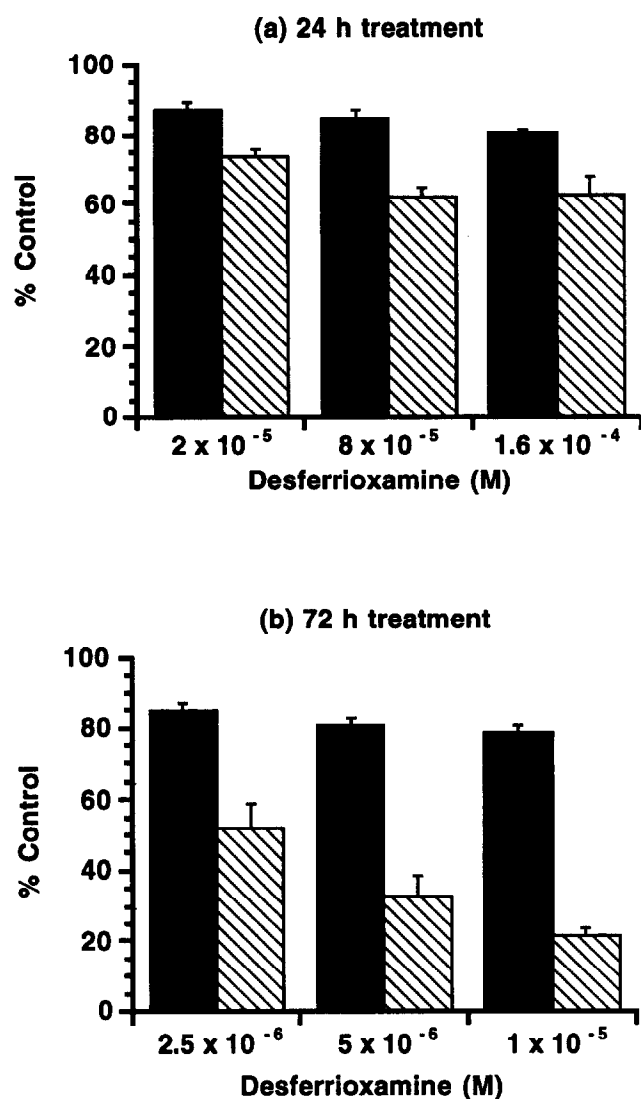 (a) 24 h treatment
100
80
60
40
20
0
% Control
2 x 10⁻⁵ 8 x 10⁻⁵ 1.6 x 10⁻⁴
Desferrioxamine (M)
(b) 72 h treatment
100
80
60
40
20
0
% Control
2.5 x 10⁻⁶ 5 x 10⁻⁶ 1 x 10⁻⁵
Desferrioxamine (M)